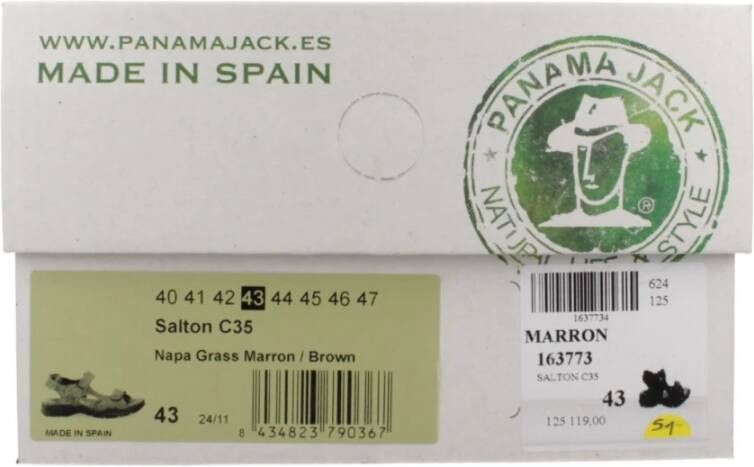 WWW.PANAMAJACK.ES
MADE IN SPAIN
PANAMA JACK
NATURAL LIFE & STYLE
®
40 41 42 43 44 45 46 47
Salton C35
Napa Grass Marron / Brown
43 24/11
8 434823 790367
MADE IN SPAIN
624
125
1637734
MARRON
163773
SALTON C35
43
125 119,00
51